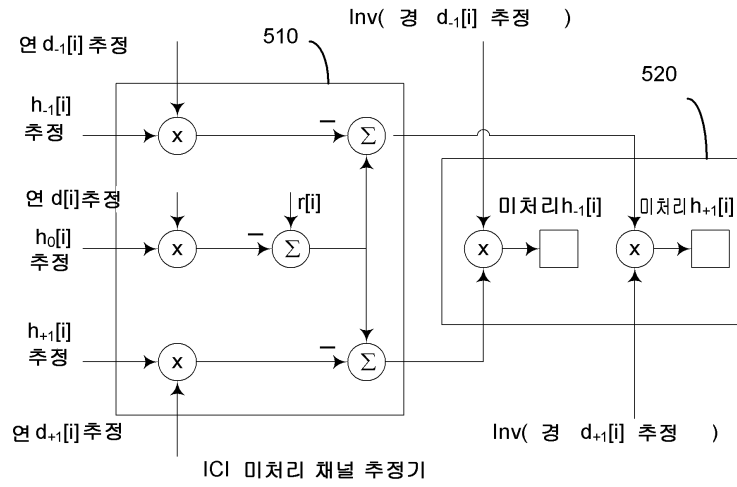 Inv( 경 d-1[i] 추정 )
510
연 d-1[i] 추정
520
h-1[i]
추정
x
− Σ
연 d[i]추정
r[i]
미처리h-1[i]
미처리h+1[i]
h0[i]
추정
x
− Σ
x
x
h+1[i]
추정
x
− Σ
연 d+1[i]추정
Inv( 경 d+1[i] 추정 )
ICI 미처리 채널 추정기